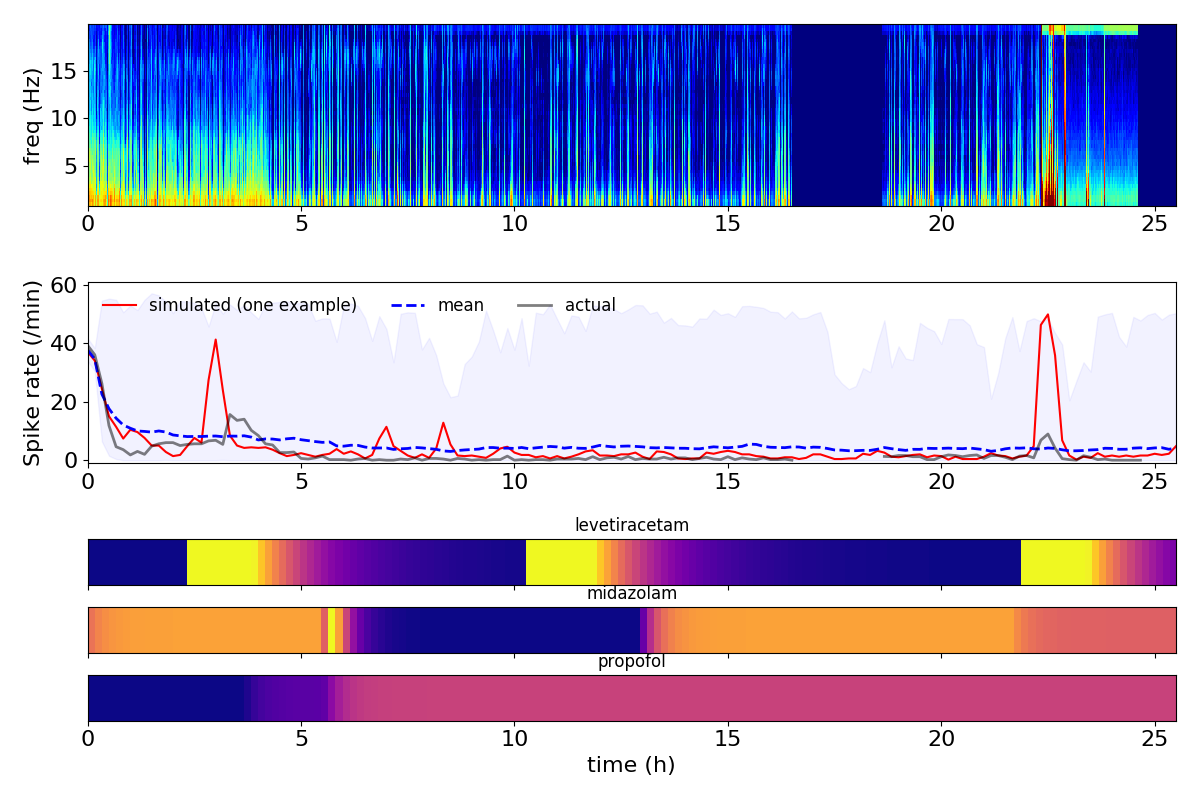 freq (Hz)
15
10
5
0 5 10 15 20 25
Spike rate (/min)
60
40
20
0
simulated (one example) mean actual
0 5 10 15 20 25
levetiracetam
midazolam
propofol
0 5 10 15 20 25
time (h)